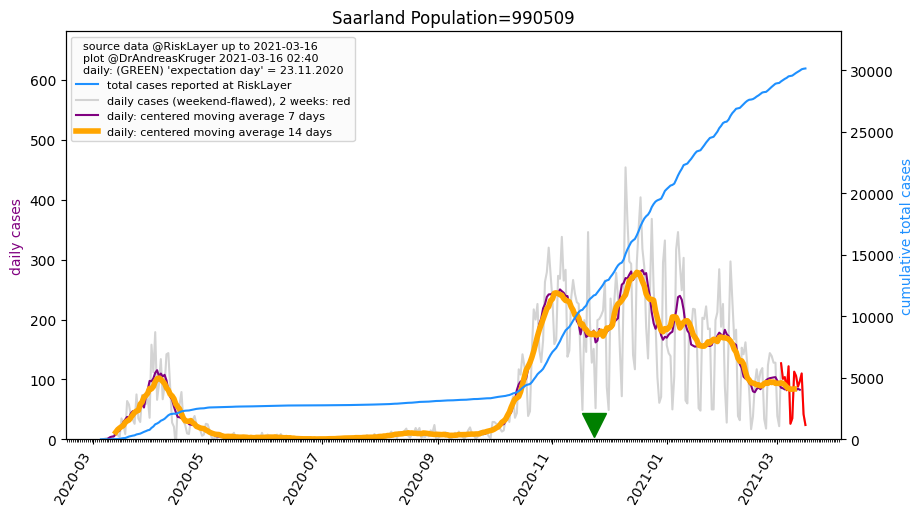 Saarland Population=990509
source data @RiskLayer up to 2021-03-16
plot @DrAndreasKruger 2021-03-16 02:40
daily: (GREEN) 'expectation day' = 23.11.2020
total cases reported at RiskLayer
daily cases (weekend-flawed), 2 weeks: red
daily: centered moving average 7 days
daily: centered moving average 14 days
daily cases
600
500
400
300
200
100
0
cumulative total cases
30000
25000
20000
15000
10000
5000
0
2020-03
2020-05
2020-07
2020-09
2020-11
2021-01
2021-03